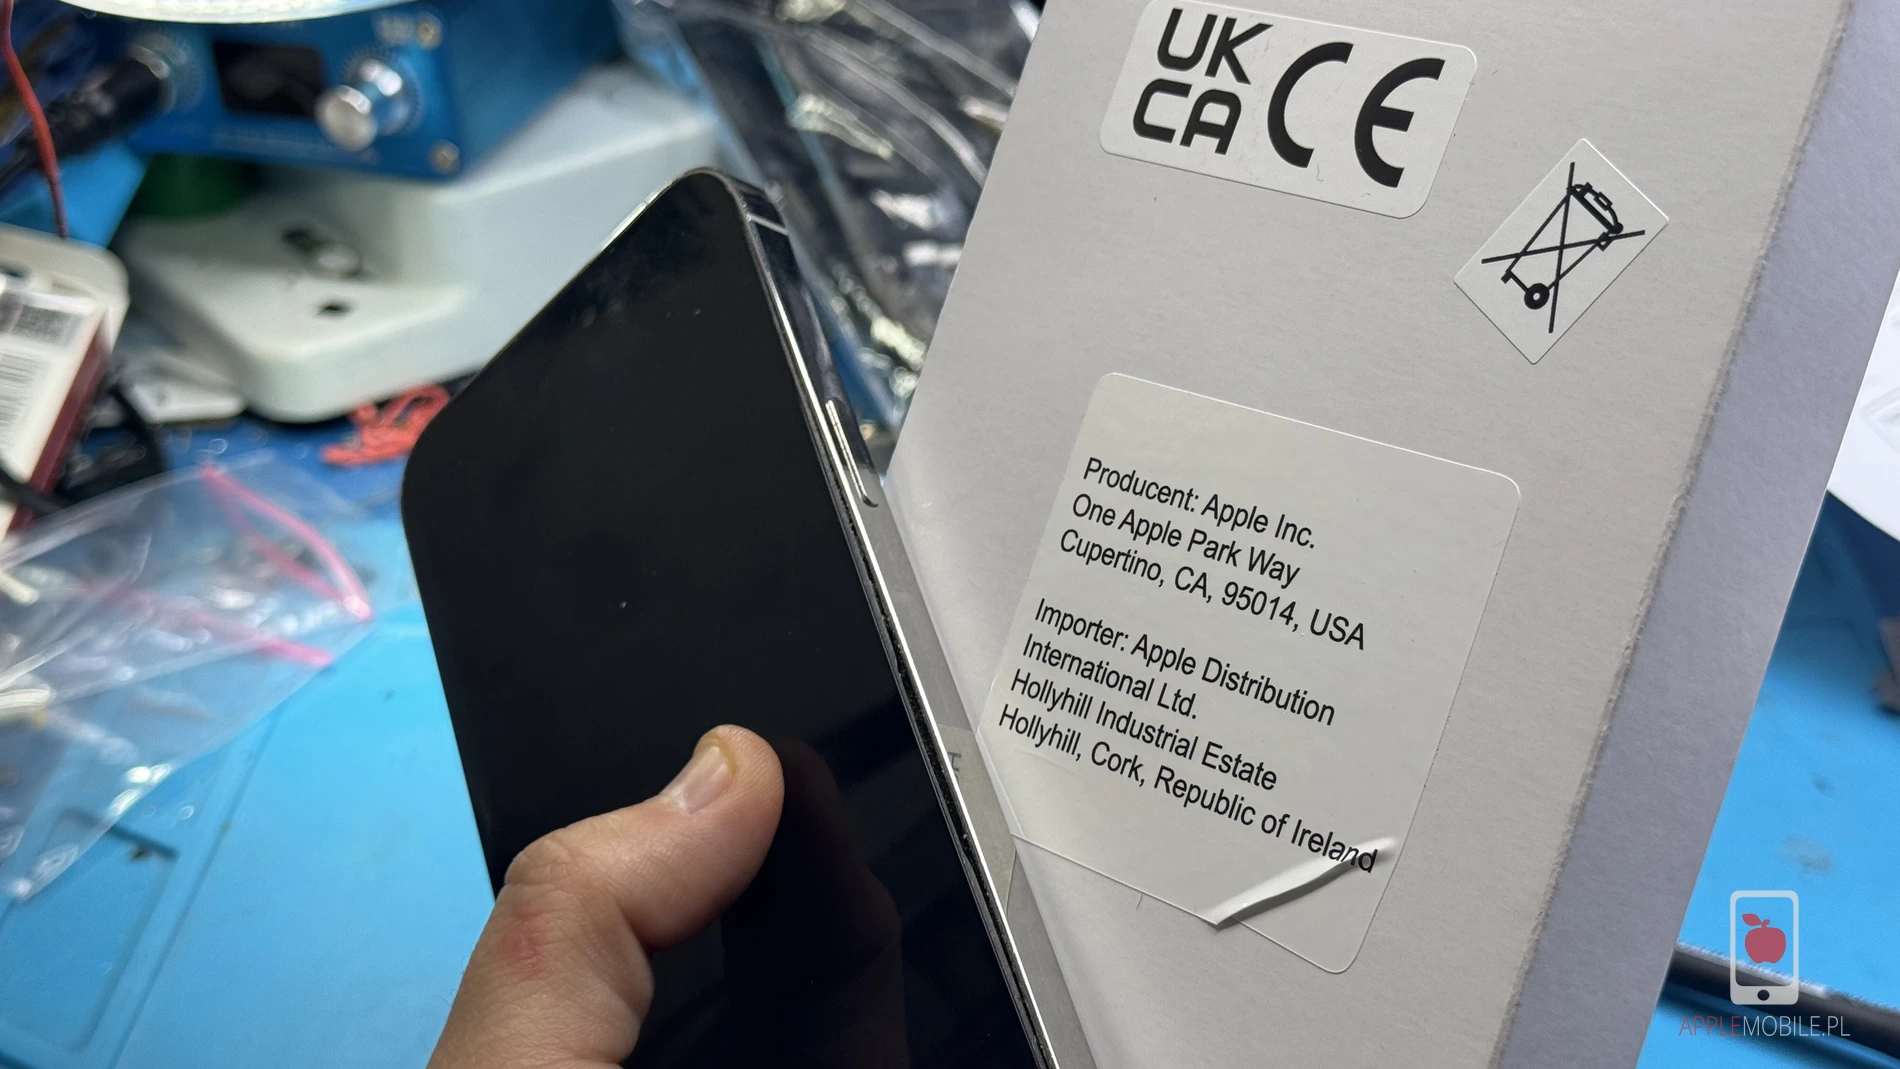 UK
CA CE
Producent: Apple Inc.
One Apple Park Way
Cupertino, CA, 95014, USA
Importer: Apple Distribution
International Ltd.
Hollyhill Industrial Estate
Hollyhill, Cork, Republic of Ireland
APPLEMOBILE.PL